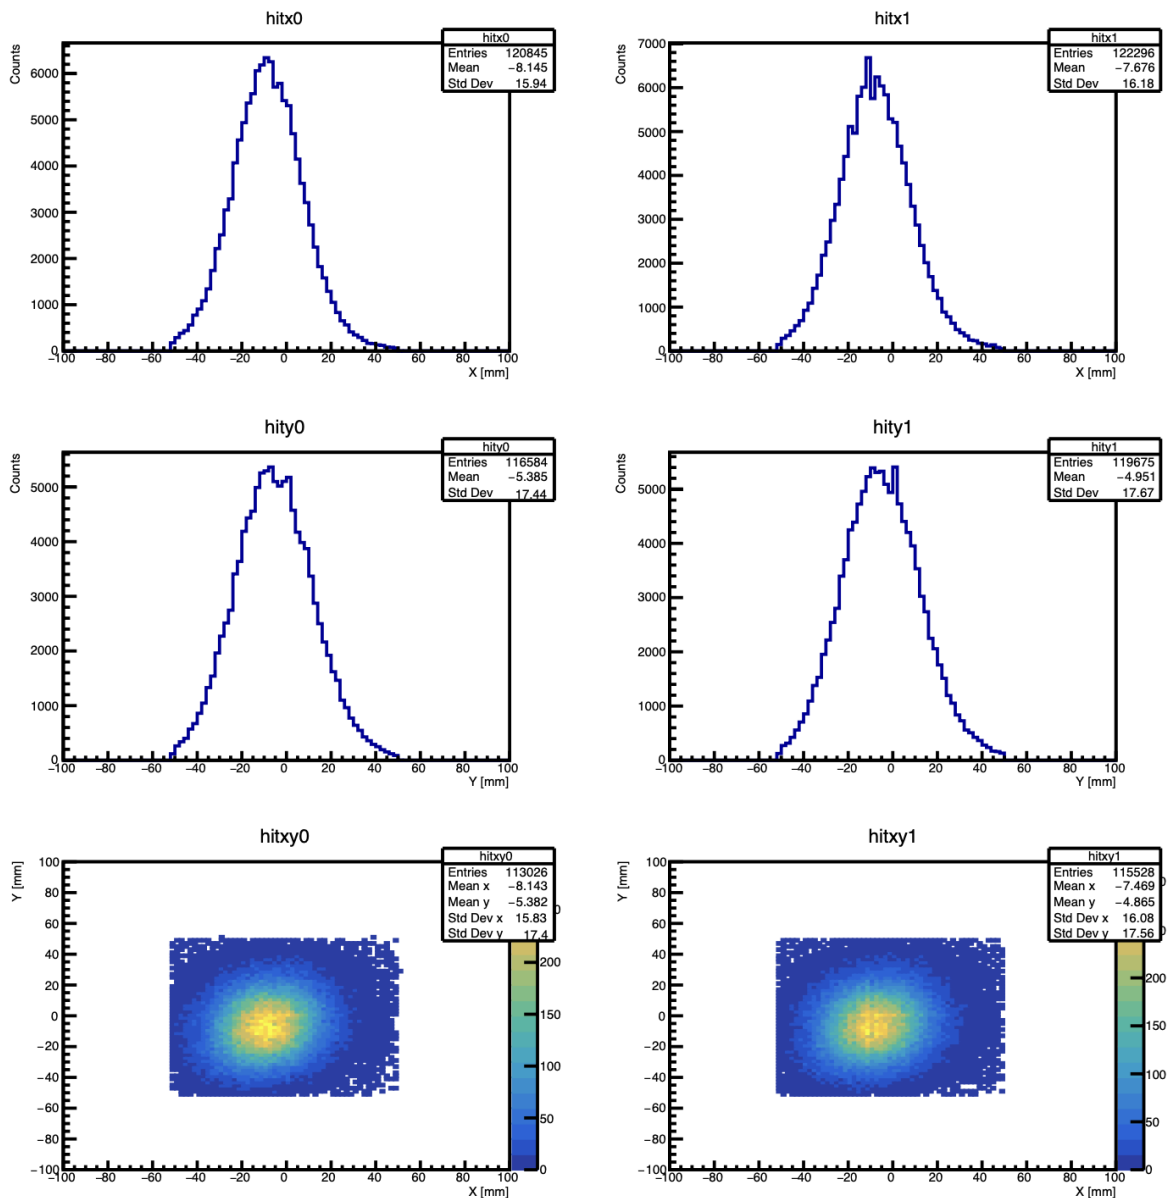 hitx0
hitx0
Entries 120845
Mean −8.145
Std Dev 15.94
Counts
6000
5000
4000
3000
2000
1000
0
−100 −80 −60 −40 −20 0 20 40 60 80 100
X [mm]
hitx1
hitx1
Entries 122296
Mean −7.676
Std Dev 16.18
Counts
7000
6000
5000
4000
3000
2000
1000
0
−100 −80 −60 −40 −20 0 20 40 60 80 100
X [mm]
hity0
hity0
Entries 116584
Mean −5.385
Std Dev 17.44
Counts
5000
4000
3000
2000
1000
0
−100 −80 −60 −40 −20 0 20 40 60 80 100
Y [mm]
hity1
hity1
Entries 119675
Mean −4.951
Std Dev 17.67
Counts
5000
4000
3000
2000
1000
0
−100 −80 −60 −40 −20 0 20 40 60 80 100
Y [mm]
hitxy0
hitxy0
Entries 113026
Mean x −8.143
Mean y −5.382
Std Dev x 15.83
Std Dev y 17.4
Y [mm]
100
80
60
40
20
0
−20
−40
−60
−80
−100
−100 −80 −60 −40 −20 0 20 40 60 80 100
X [mm]
200
150
100
50
0
hitxy1
hitxy1
Entries 115528
Mean x −7.469
Mean y −4.865
Std Dev x 16.08
Std Dev y 17.56
Y [mm]
100
80
60
40
20
0
−20
−40
−60
−80
−100
−100 −80 −60 −40 −20 0 20 40 60 80 100
X [mm]
200
150
100
50
0